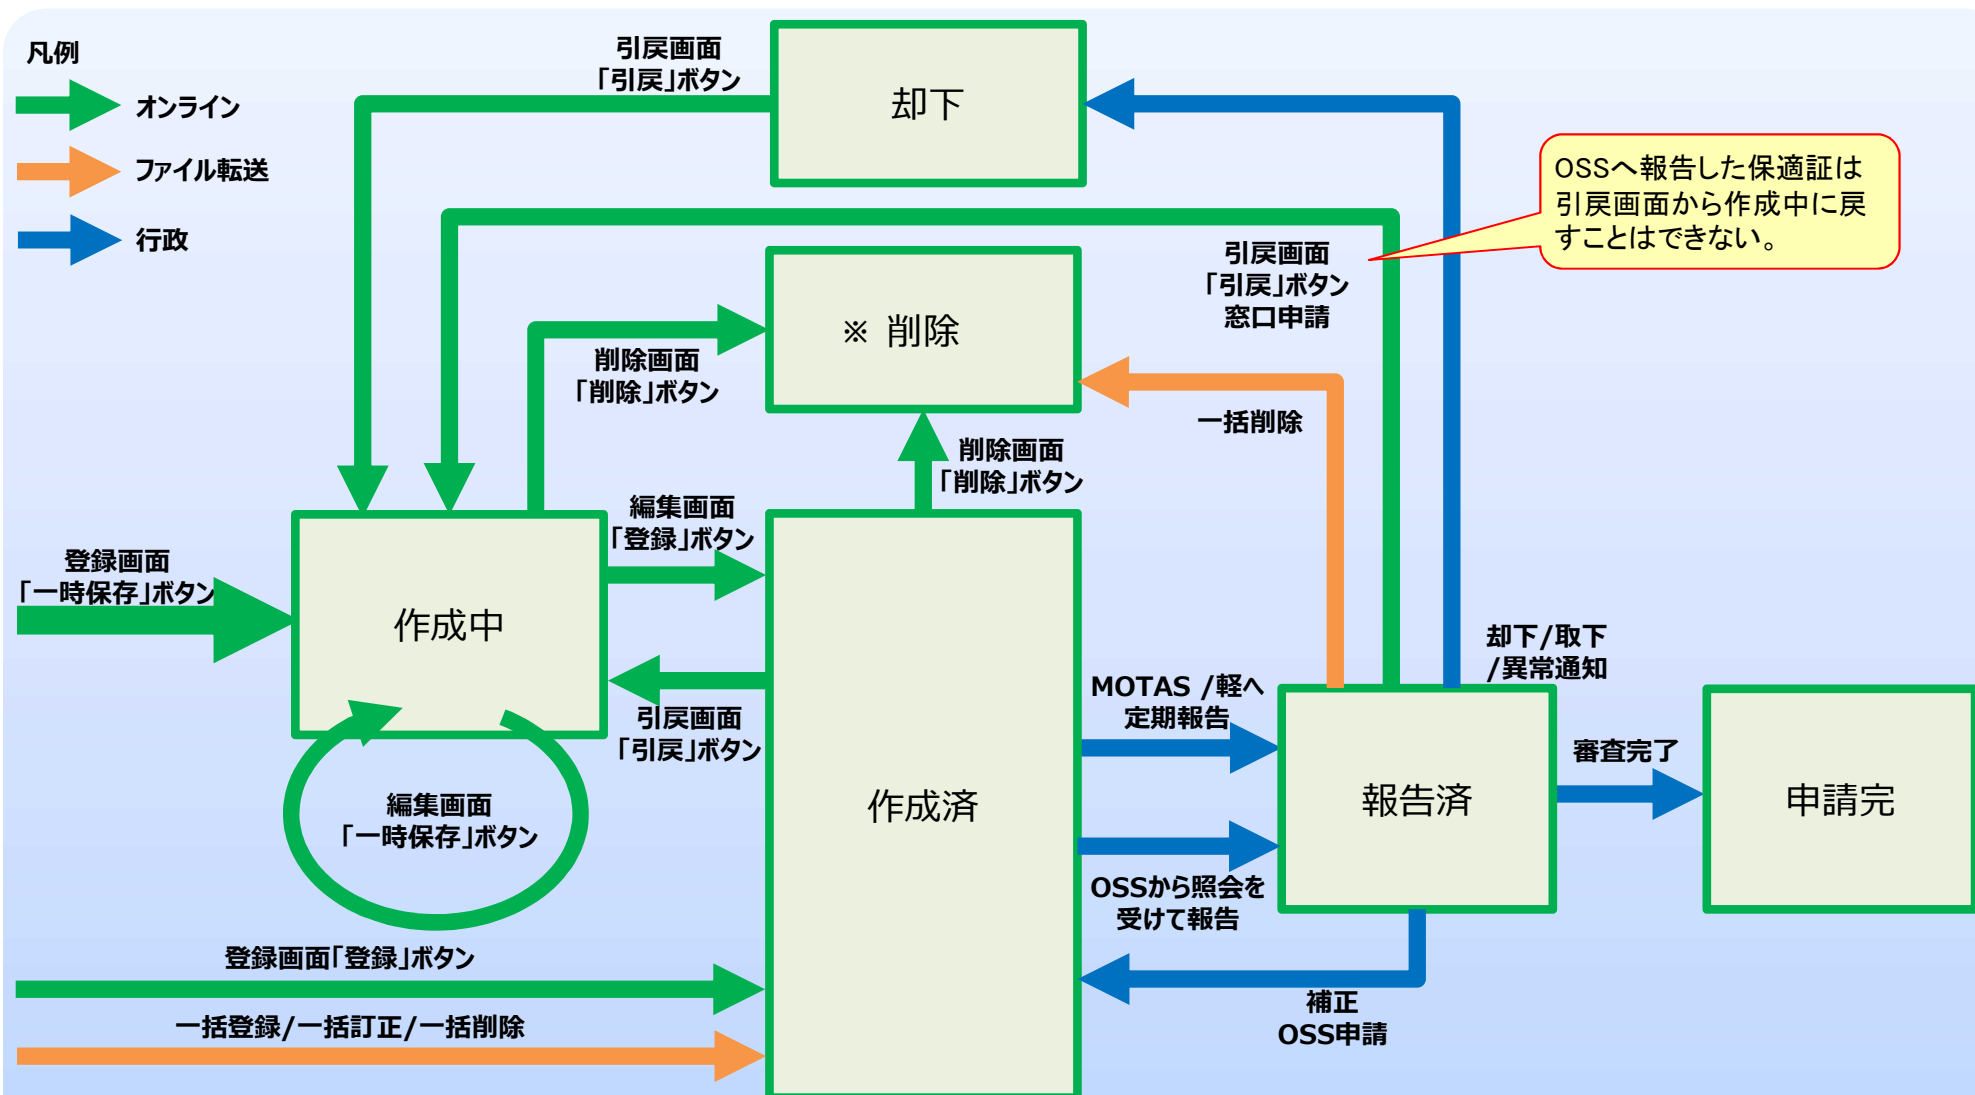 凡例
オンライン
ファイル転送
行政
引戻画面
「引戻」ボタン
却下
OSSへ報告した保適証は
引戻画面から作成中に戻
すことはできない。
引戻画面
「引戻」ボタン
窓口申請
※ 削除
削除画面
「削除」ボタン
一括削除
削除画面
「削除」ボタン
編集画面
「登録」ボタン
登録画面
「一時保存」ボタン
作成中
引戻画面
「引戻」ボタン
編集画面
「一時保存」ボタン
作成済
MOTAS /軽へ
定期報告
OSSから照会を
受けて報告
却下/取下
/異常通知
報告済
審査完了
申請完
登録画面「登録」ボタン
一括登録/一括訂正/一括削除
補正
OSS申請